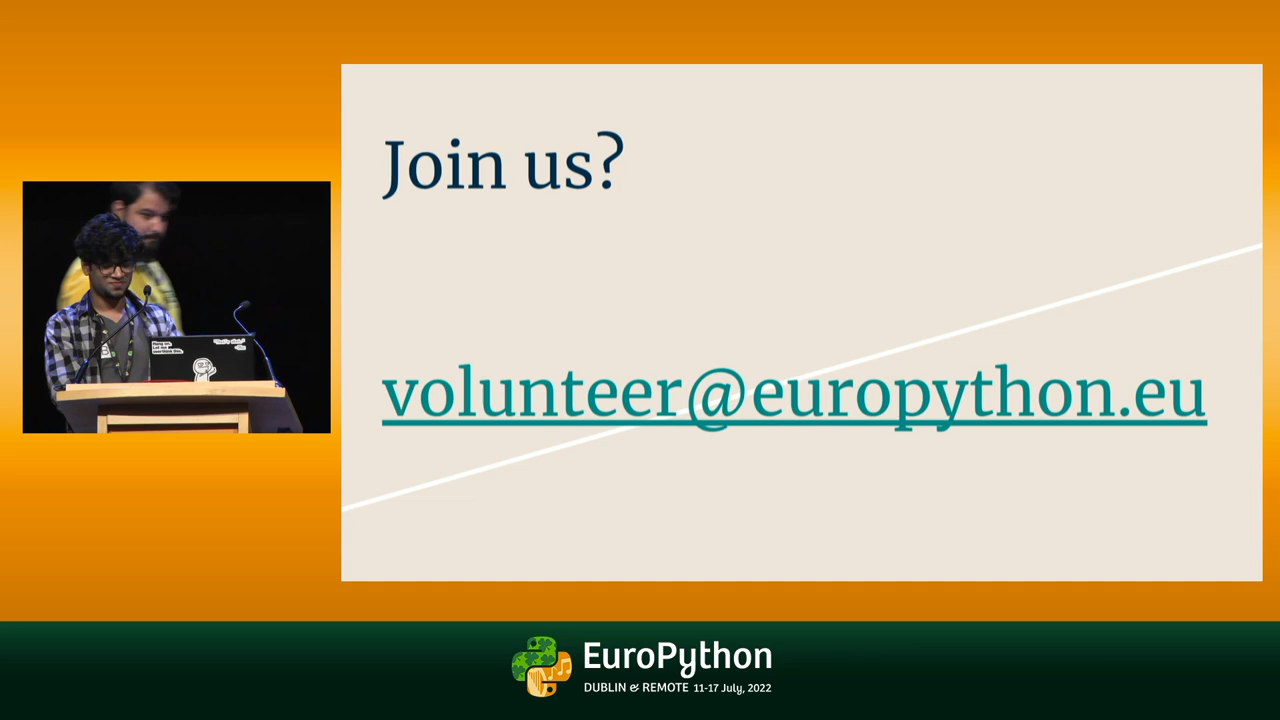 Join us?
volunteer@europython.eu
EuroPython
DUBLIN & REMOTE 11-17 July, 2022